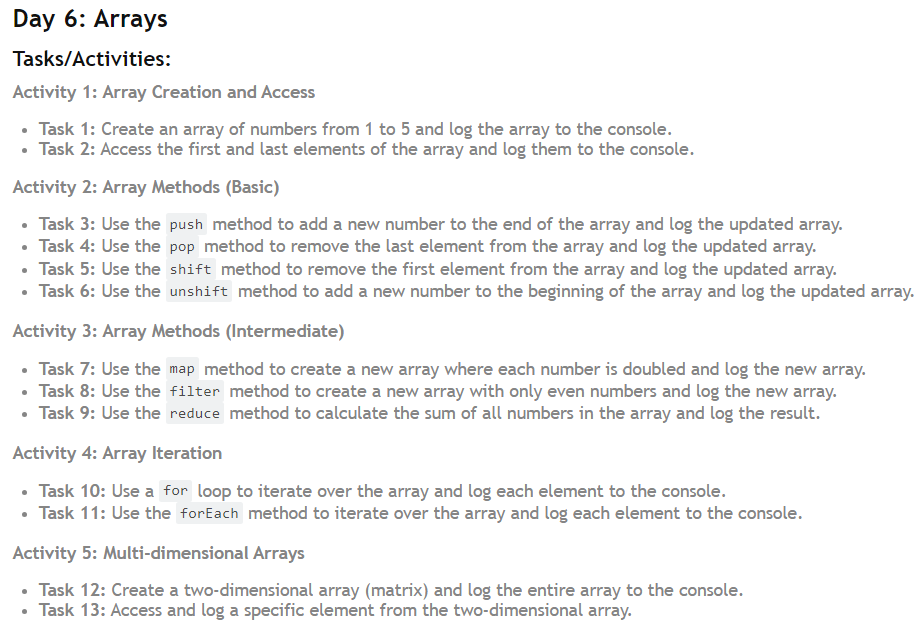 Day 6: Arrays
Tasks/Activities:
Activity 1: Array Creation and Access
• Task 1: Create an array of numbers from 1 to 5 and log the array to the console.
• Task 2: Access the first and last elements of the array and log them to the console.
Activity 2: Array Methods (Basic)
• Task 3: Use the push method to add a new number to the end of the array and log the updated array.
• Task 4: Use the pop method to remove the last element from the array and log the updated array.
• Task 5: Use the shift method to remove the first element from the array and log the updated array.
• Task 6: Use the unshift method to add a new number to the beginning of the array and log the updated array.
Activity 3: Array Methods (Intermediate)
• Task 7: Use the map method to create a new array where each number is doubled and log the new array.
• Task 8: Use the filter method to create a new array with only even numbers and log the new array.
• Task 9: Use the reduce method to calculate the sum of all numbers in the array and log the result.
Activity 4: Array Iteration
• Task 10: Use a for loop to iterate over the array and log each element to the console.
• Task 11: Use the forEach method to iterate over the array and log each element to the console.
Activity 5: Multi-dimensional Arrays
• Task 12: Create a two-dimensional array (matrix) and log the entire array to the console.
• Task 13: Access and log a specific element from the two-dimensional array.